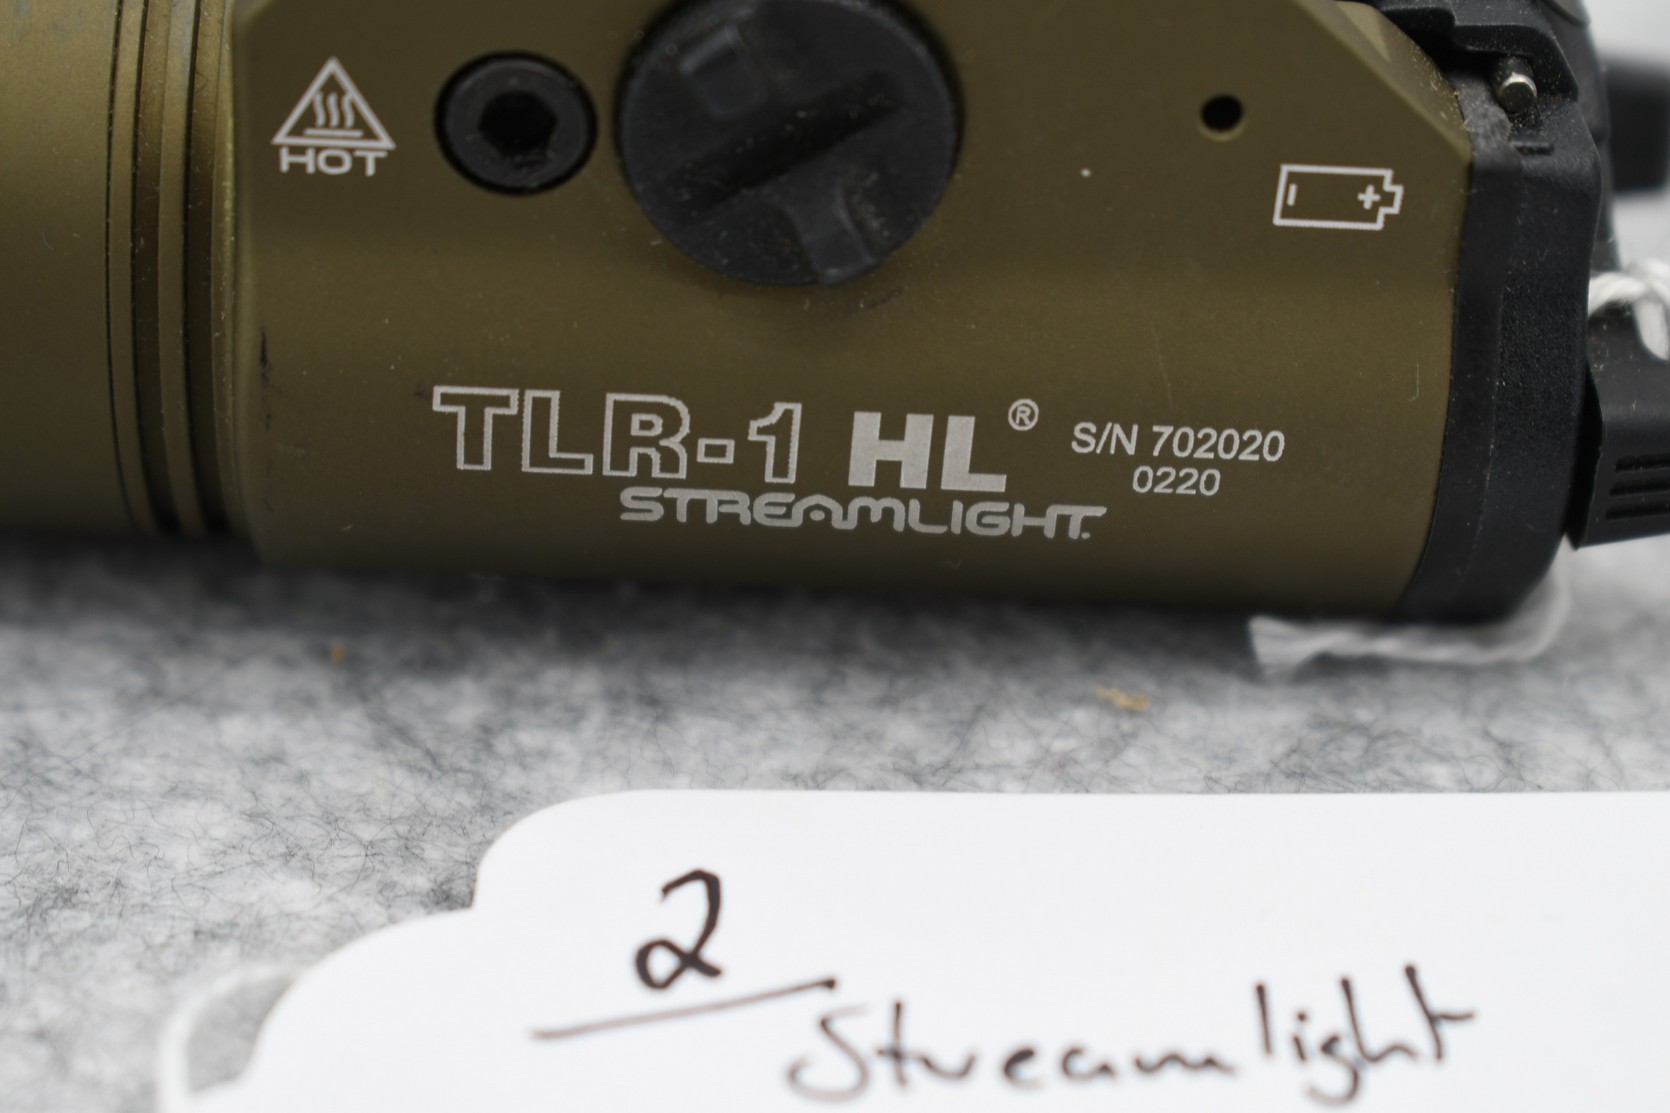 HOT
TLR-1 HL® S/N 702020
0220
STREAMLIGHT
2
Streamlight